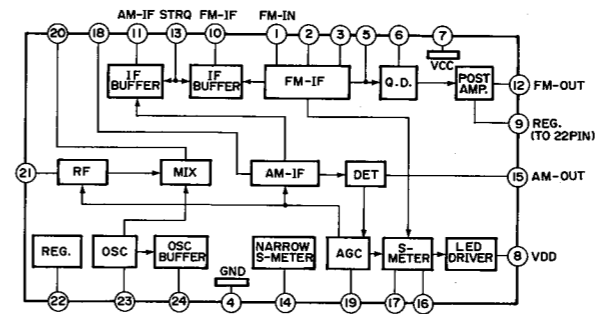 AM-IF STRQ FM-IF FM-IN
20 18 11 13 10 1 2 3 5 6 7
VCC
IF BUFFER
IF BUFFER
FM-IF
Q.D.
POST AMP.
12 FM-OUT
9 REG. (TO 22PIN)
21 RF
MIX
AM-IF
DET
15 AM-OUT
REG.
OSC
OSC BUFFER
GND
NARROW S-METER
AGC
S-METER
LED DRIVER
8 VDD
22 23 24 4 14 19 17 16